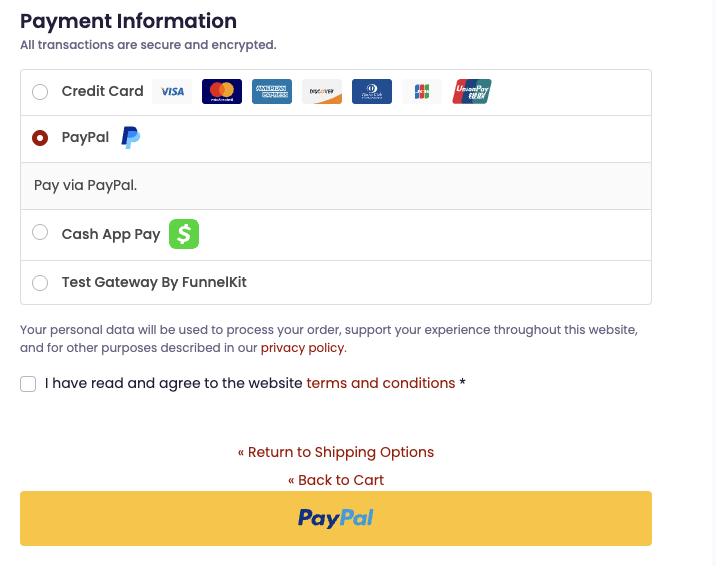 Payment Information
All transactions are secure and encrypted.
Credit Card VISA mastercard AMERICAN EXPRESS DISCOVER Diners Club JCB UnionPay 银联
PayPal
Pay via PayPal.
Cash App Pay $
Test Gateway By FunnelKit
Your personal data will be used to process your order, support your experience throughout this website,
and for other purposes described in our privacy policy.
I have read and agree to the website terms and conditions *
« Return to Shipping Options
« Back to Cart
PayPal